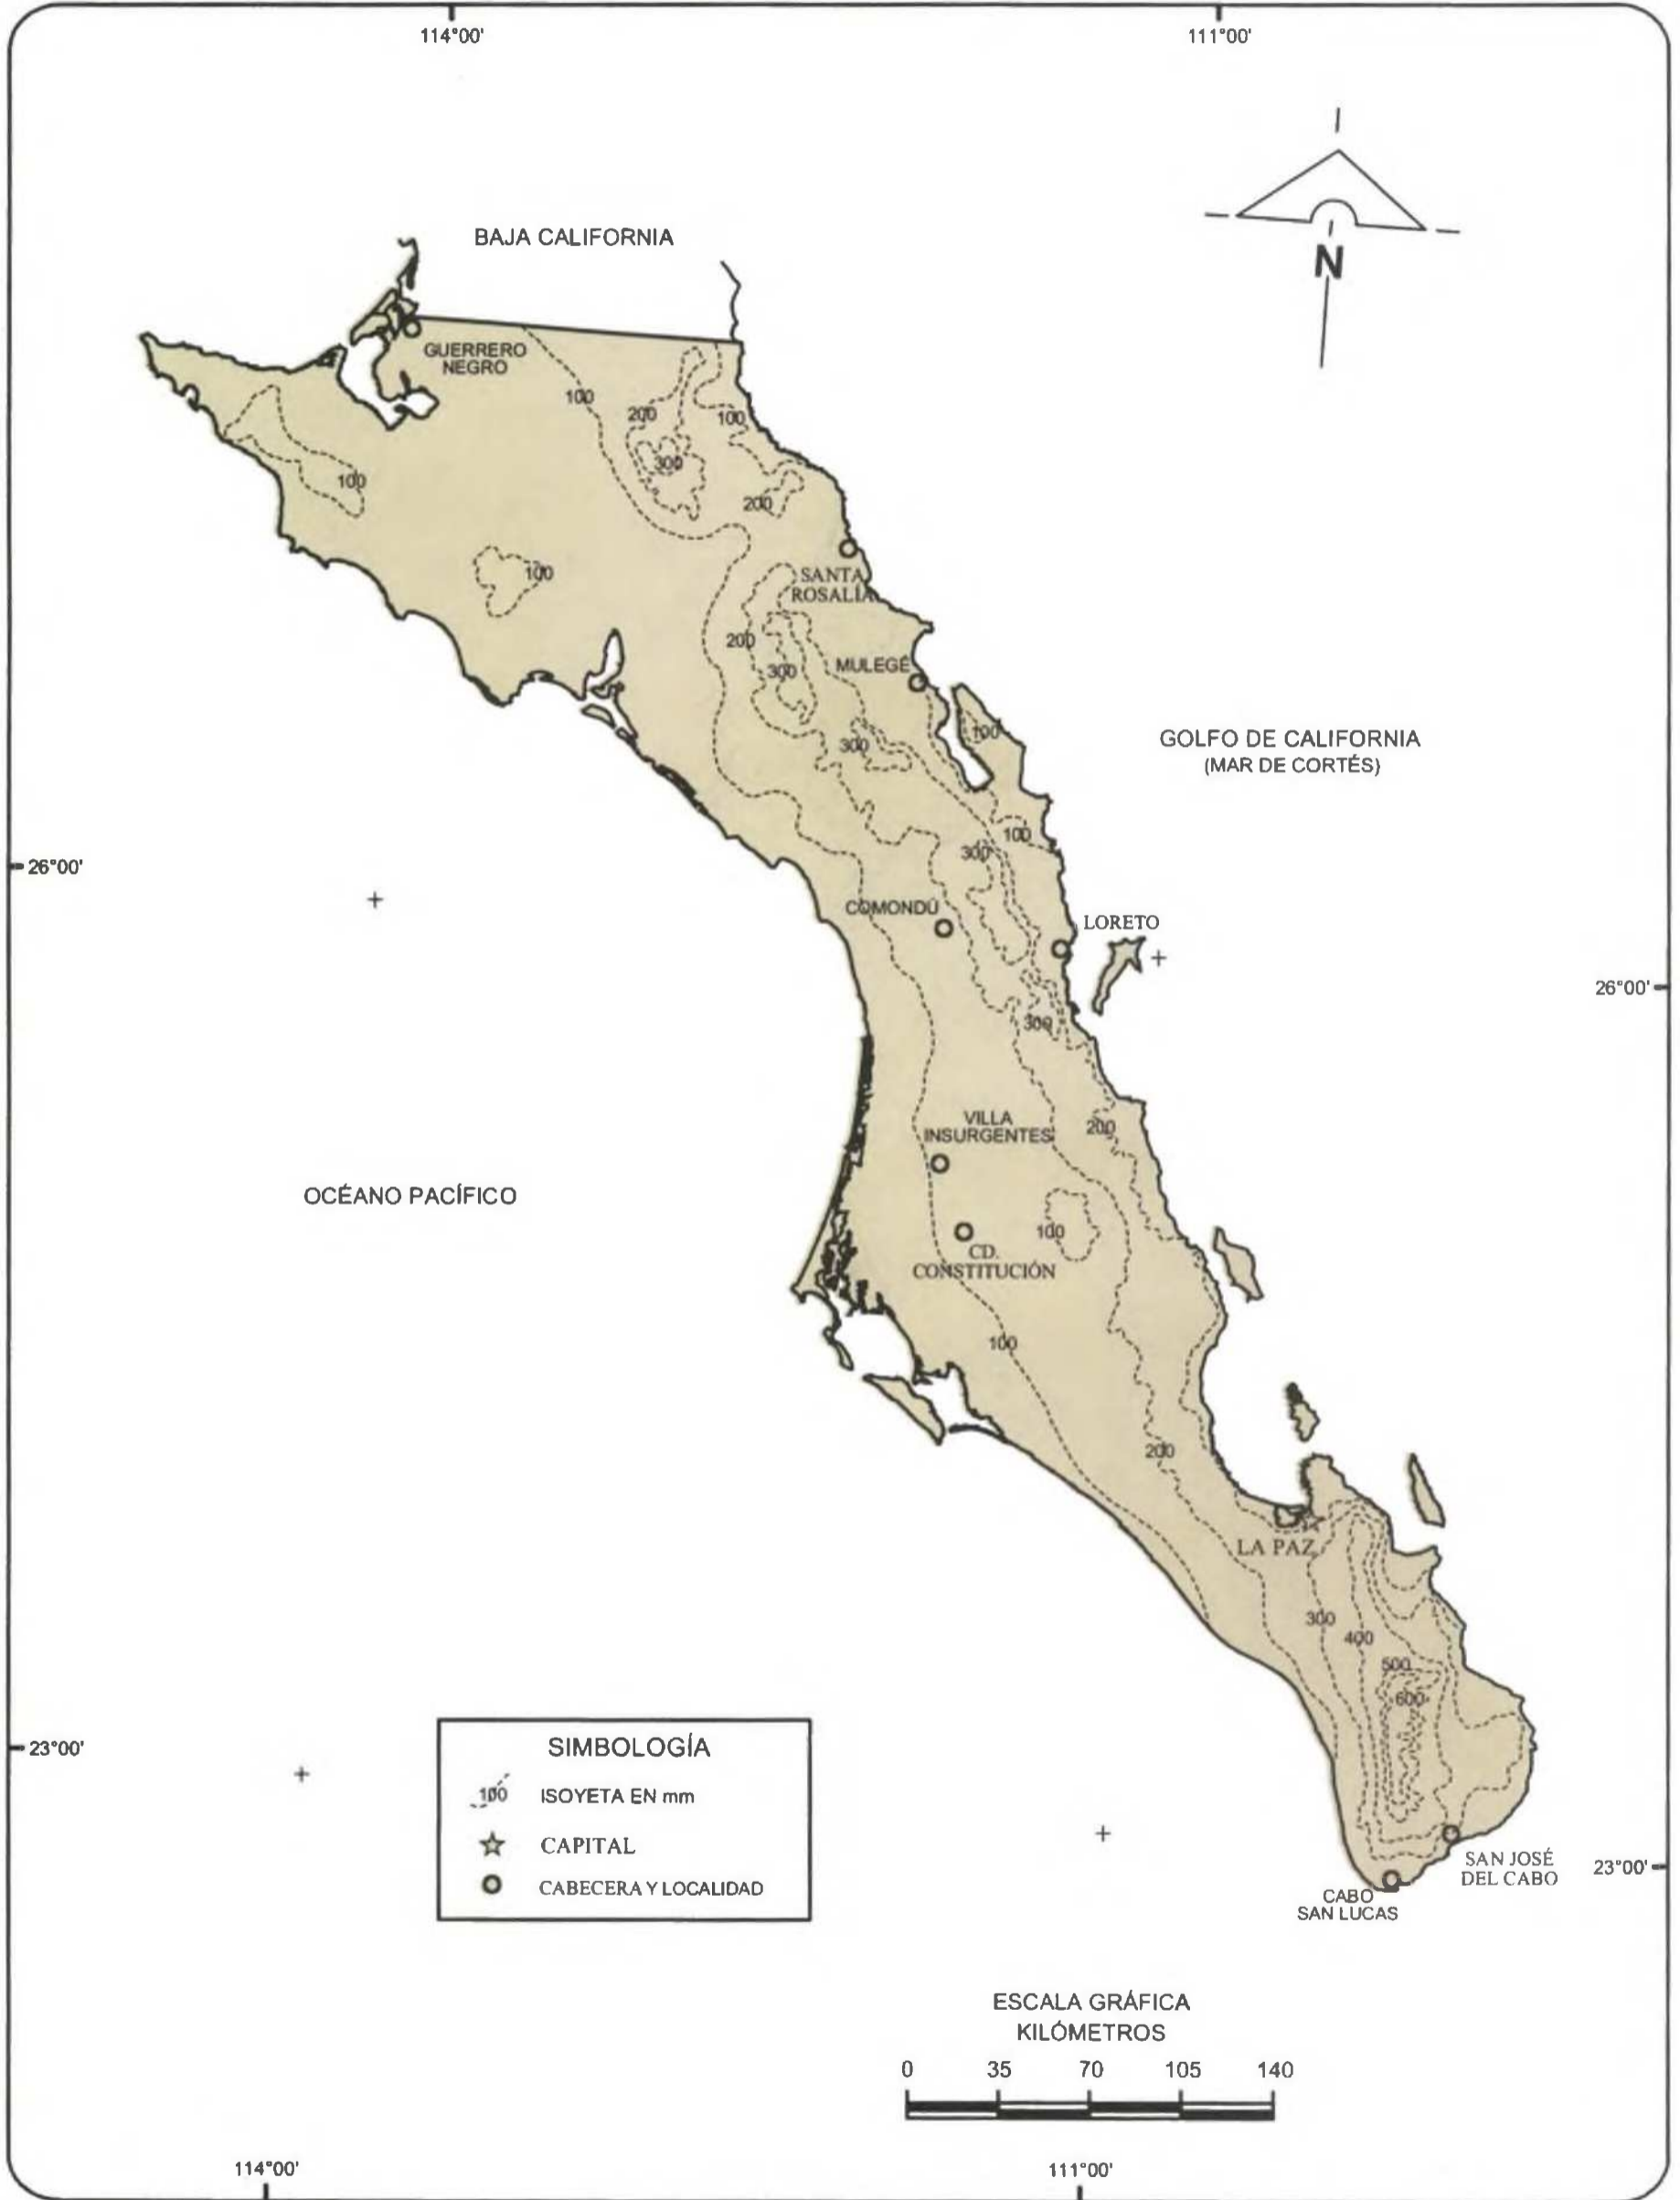 114°00'
111°00'
BAJA CALIFORNIA
N
GUERRERO
NEGRO
100
200
100
300
100
200
100
SANTA
ROSALÍA
200
300
MULEGÉ
100
300
GOLFO DE CALIFORNIA
(MAR DE CORTÉS)
100
300
26°00'
COMONDÚ
LORETO
26°00'
300
VILLA
INSURGENTES
200
OCÉANO PACÍFICO
100
CD.
CONSTITUCIÓN
100
200
LA PAZ
300
400
500
600
23°00'
SIMBOLOGÍA
100 ISOYETA EN mm
CAPITAL
CABECERA Y LOCALIDAD
SAN JOSÉ
DEL CABO
23°00'
CABO
SAN LUCAS
ESCALA GRÁFICA
KILÓMETROS
0 35 70 105 140
114°00'
111°00'